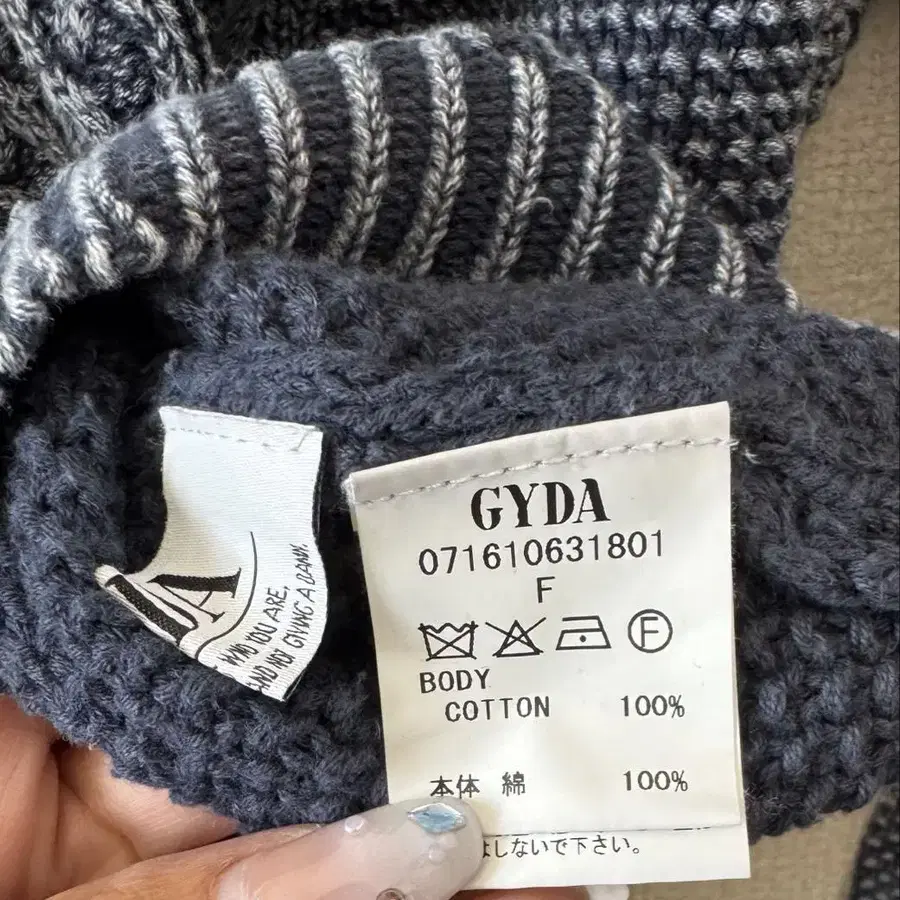 GYDA
071610631801
F
F
BODY
COTTON 100%
本体 綿 100%
しないで下さい。
DA
WHO YOU ARE,
AND NOT GIVING A DAMN.